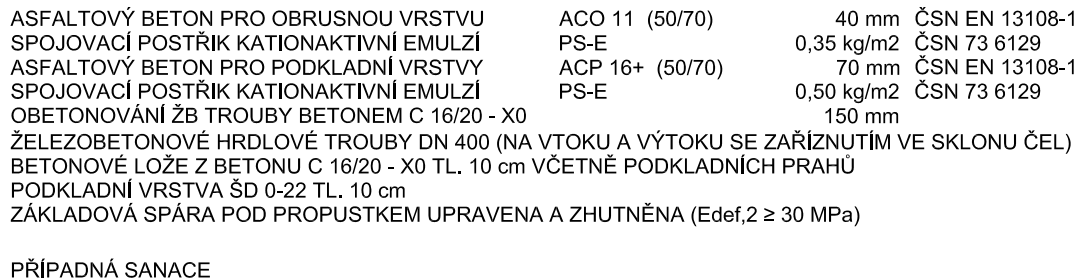 ASFALTOVÝ BETON PRO OBRUSNOU VRSTVU ACO 11 (50/70) 40 mm ČSN EN 13108-1
SPOJOVACÍ POSTŘIK KATIONAKTIVNÍ EMULZÍ PS-E 0,35 kg/m2 ČSN 73 6129
ASFALTOVÝ BETON PRO PODKLADNÍ VRSTVY ACP 16+ (50/70) 70 mm ČSN EN 13108-1
SPOJOVACÍ POSTŘIK KATIONAKTIVNÍ EMULZÍ PS-E 0,50 kg/m2 ČSN 73 6129
OBETONOVÁNÍ ŽB TROUBY BETONEM C 16/20 - X0 150 mm
ŽELEZOBETONOVÉ HRDLOVÉ TROUBY DN 400 (NA VTOKU A VÝTOKU SE ZAŘÍZNUTÍM VE SKLONU ČEL)
BETONOVÉ LOŽE Z BETONU C 16/20 - X0 TL. 10 cm VČETNĚ PODKLADNÍCH PRAHŮ
PODKLADNÍ VRSTVA ŠD 0-22 TL. 10 cm
ZÁKLADOVÁ SPÁRA POD PROPUSTKEM UPRAVENA A ZHUTNĚNA (Edef,2 ≥ 30 MPa)
PŘÍPADNÁ SANACE